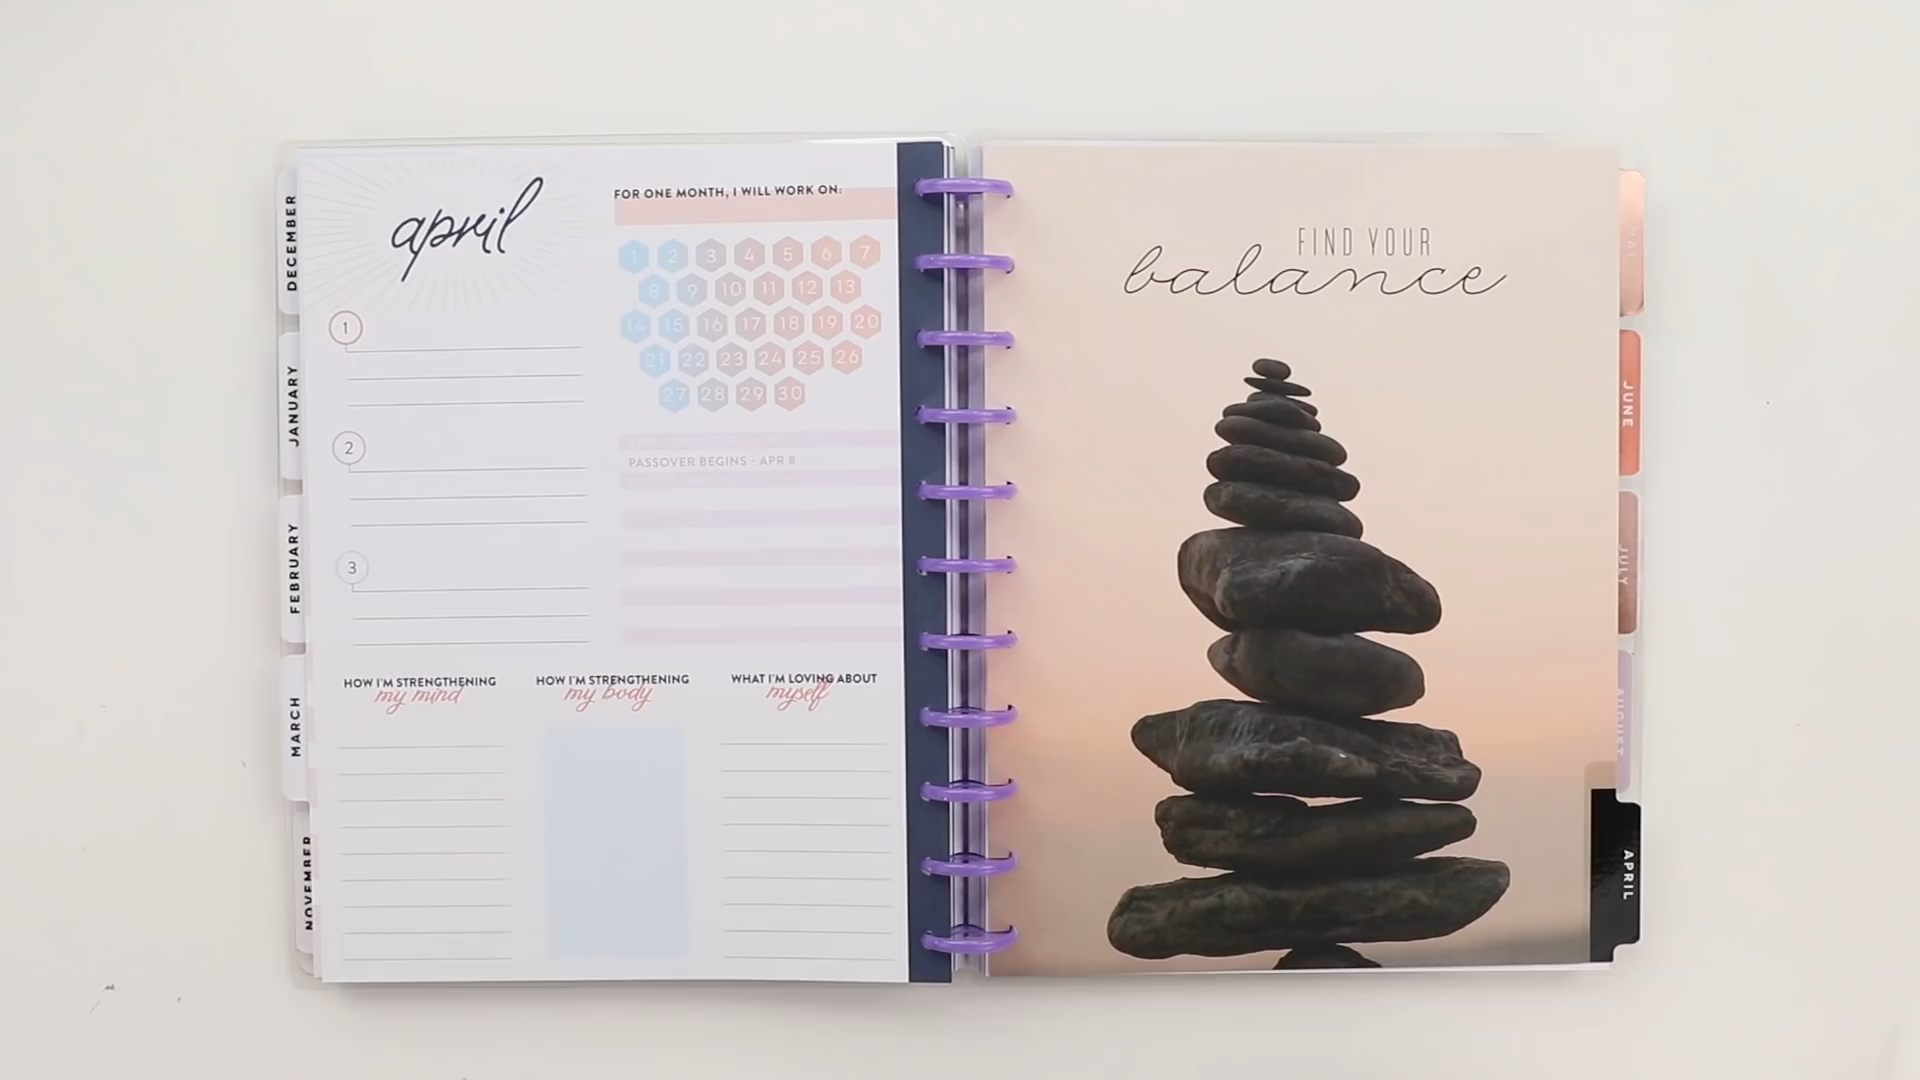 DECEMBER
JANUARY
FEBRUARY
MARCH
NOVEMBER
april
1
2
3
FOR ONE MONTH, I WILL WORK ON:
1 2 3 4 5 6 7
8 9 10 11 12 13
14 15 16 17 18 19 20
21 22 23 24 25 26
27 28 29 30
PASSOVER BEGINS - APR 8
HOW I'M STRENGTHENING
my mind
HOW I'M STRENGTHENING
my body
WHAT I'M LOVING ABOUT
myself
FIND YOUR
balance
MAY
JUNE
JULY
AUGUST
APRIL